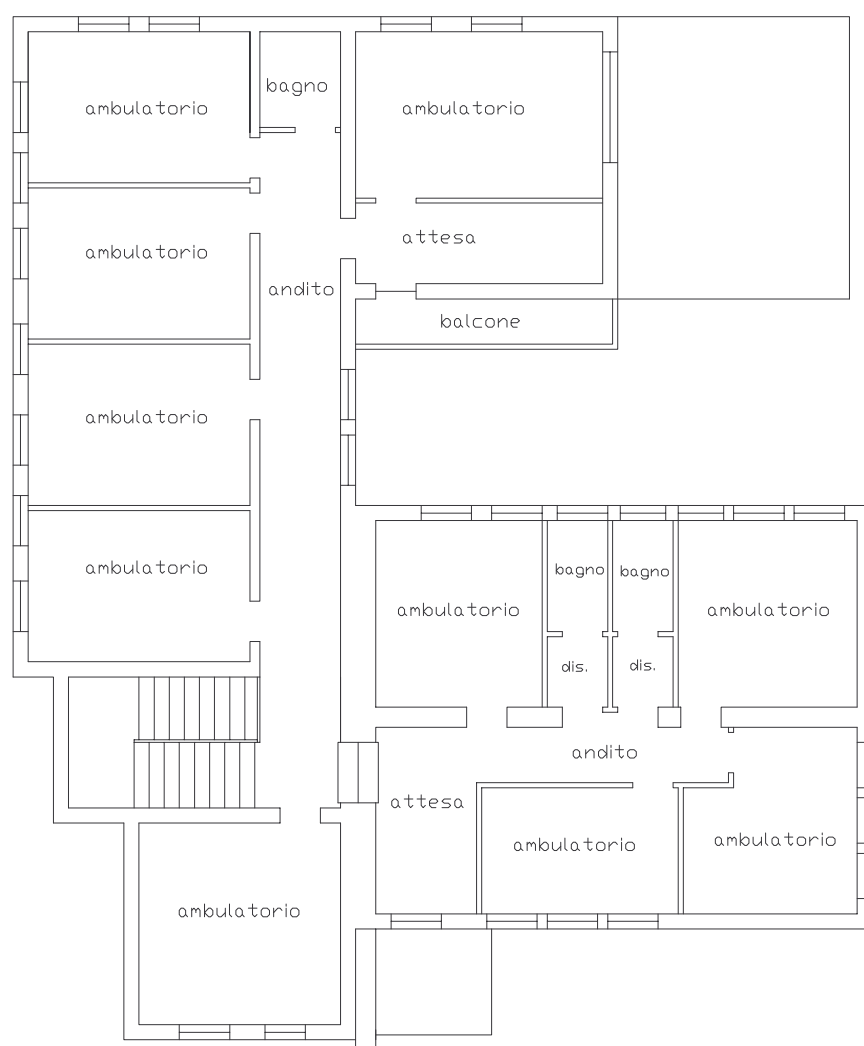 bagno
ambulatorio
ambulatorio
attesa
ambulatorio
andito
balcone
ambulatorio
ambulatorio
bagno
bagno
ambulatorio
ambulatorio
dis.
dis.
andito
attesa
ambulatorio
ambulatorio
ambulatorio